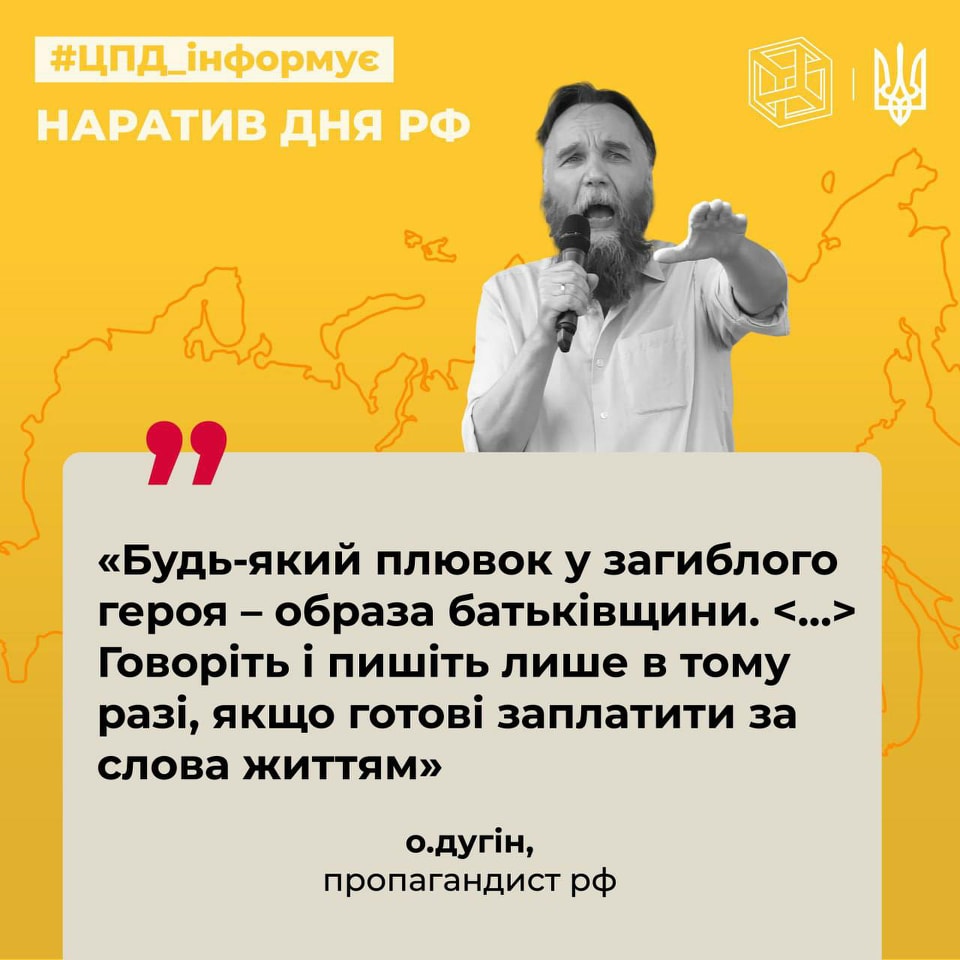 #ЦПД_інформує
НАРАТИВ ДНЯ РФ
«Будь-який плювок у загиблого
героя – образа батьківщини. <...>
Говоріть і пишіть лише в тому
разі, якщо готові заплатити за
слова життям»
о.дугін,
пропагандист рф